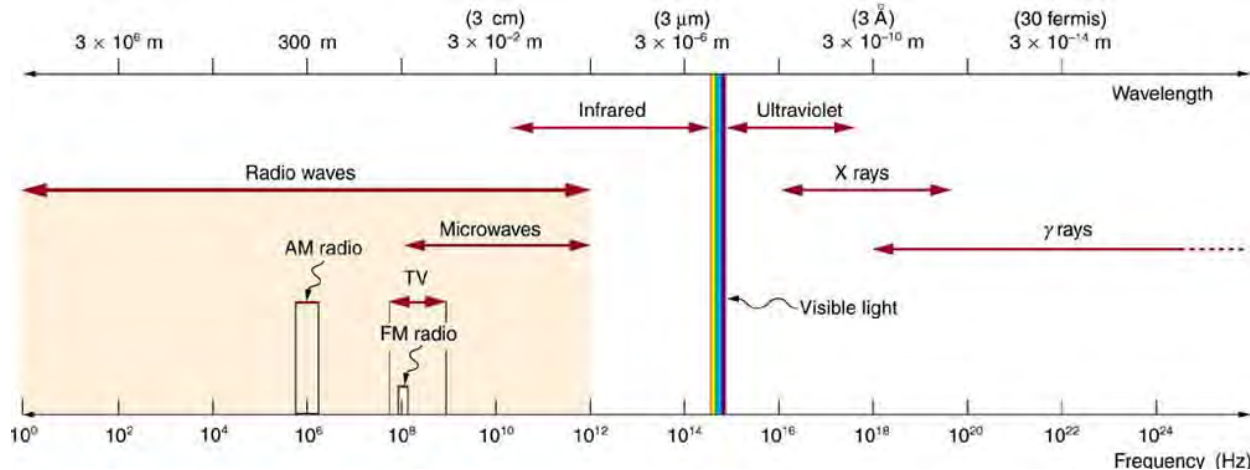 (3 cm) (3 μm) (3 Å) (30 fermis)
3 × 10⁶ m 300 m 3 × 10⁻² m 3 × 10⁻⁶ m 3 × 10⁻¹⁰ m 3 × 10⁻¹⁴ m
Wavelength
Infrared Ultraviolet
Radio waves X rays
Microwaves γ rays
AM radio
TV
Visible light
FM radio
10⁰ 10² 10⁴ 10⁶ 10⁸ 10¹⁰ 10¹² 10¹⁴ 10¹⁶ 10¹⁸ 10²⁰ 10²² 10²⁴
Frequency (Hz)